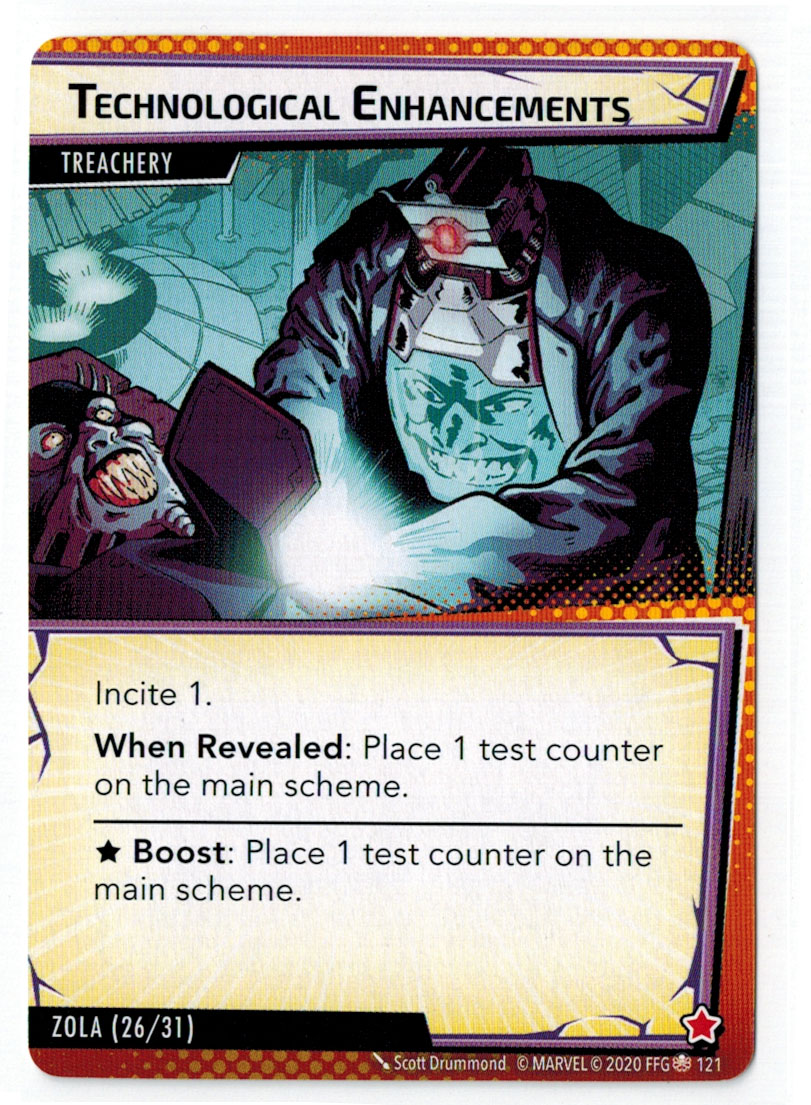 Technological Enhancements
TREACHERY
Incite 1.
When Revealed: Place 1 test counter
on the main scheme.
★ Boost: Place 1 test counter on the
main scheme.
ZOLA (26/31)
Scott Drummond © MARVEL © 2020 FFG 121